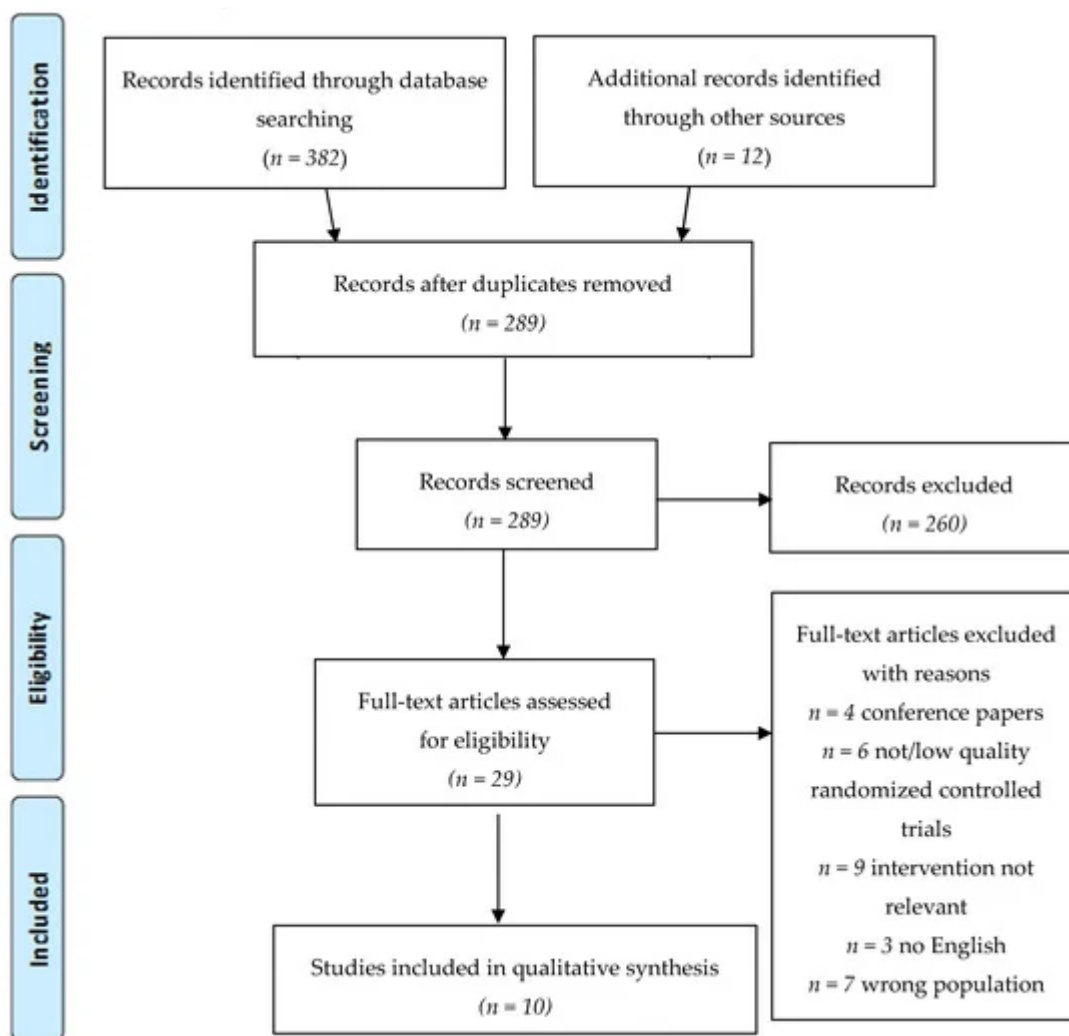 Identification
Records identified through database
searching
(n = 382)
Additional records identified
through other sources
(n = 12)
Records after duplicates removed
(n = 289)
Screening
Records screened
(n = 289)
Records excluded
(n = 260)
Eligibility
Full-text articles assessed
for eligibility
(n = 29)
Full-text articles excluded
with reasons
n = 4 conference papers
n = 6 not/low quality
randomized controlled
trials
n = 9 intervention not
relevant
n = 3 no English
n = 7 wrong population
Included
Studies included in qualitative synthesis
(n = 10)